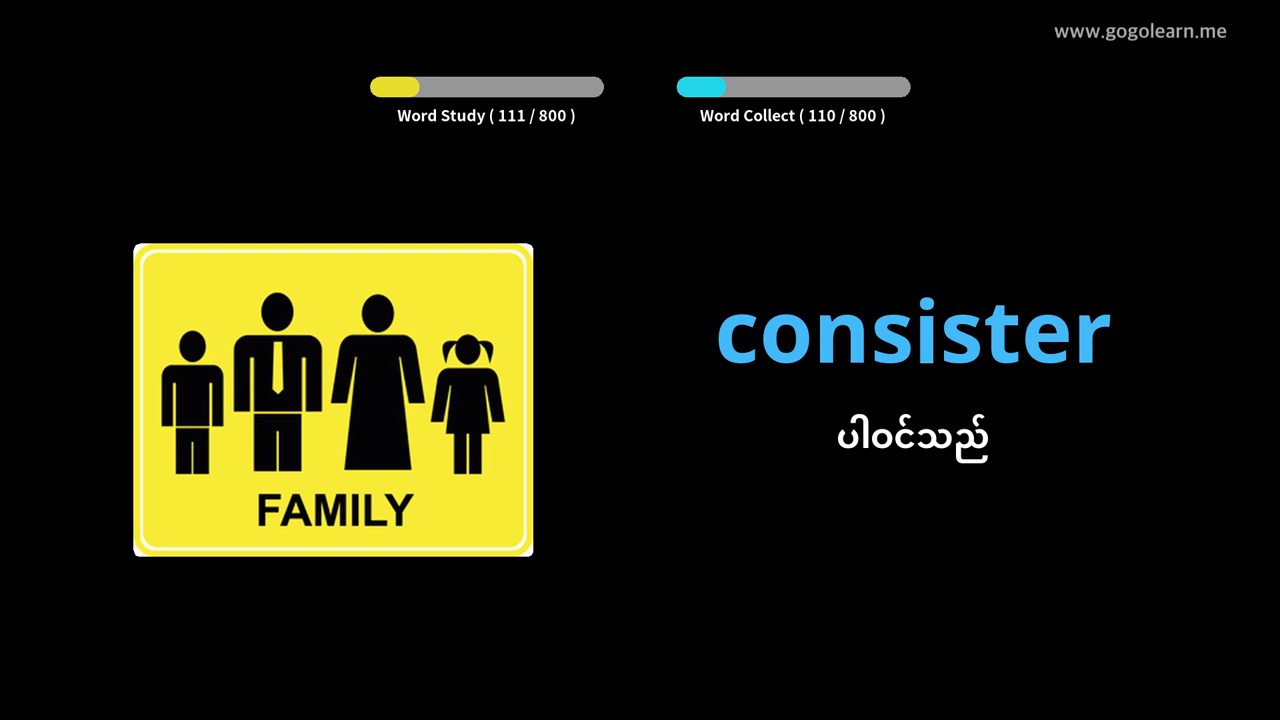 www.gogolearn.me
Word Study ( 111 / 800 )
Word Collect ( 110 / 800 )
FAMILY
consister
ပါဝင်သည်